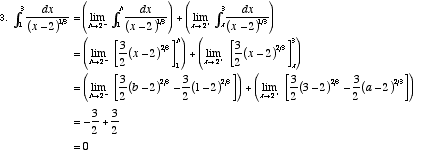 3. ∫₁³ dx/(x−2)^{1/3} = (lim_{b→2⁻} ∫₁^b dx/(x−2)^{1/3}) + (lim_{a→2⁺} ∫ₐ³ dx/(x−2)^{1/3})
= (lim_{b→2⁻} [3/2 (x−2)^{2/3}]₁^b) + (lim_{a→2⁺} [3/2 (x−2)^{2/3}]ₐ³)
= (lim_{b→2⁻} [3/2 (b−2)^{2/3} − 3/2 (1−2)^{2/3}]) + (lim_{a→2⁺} [3/2 (3−2)^{2/3} − 3/2 (a−2)^{2/3}])
= −3/2 + 3/2
= 0